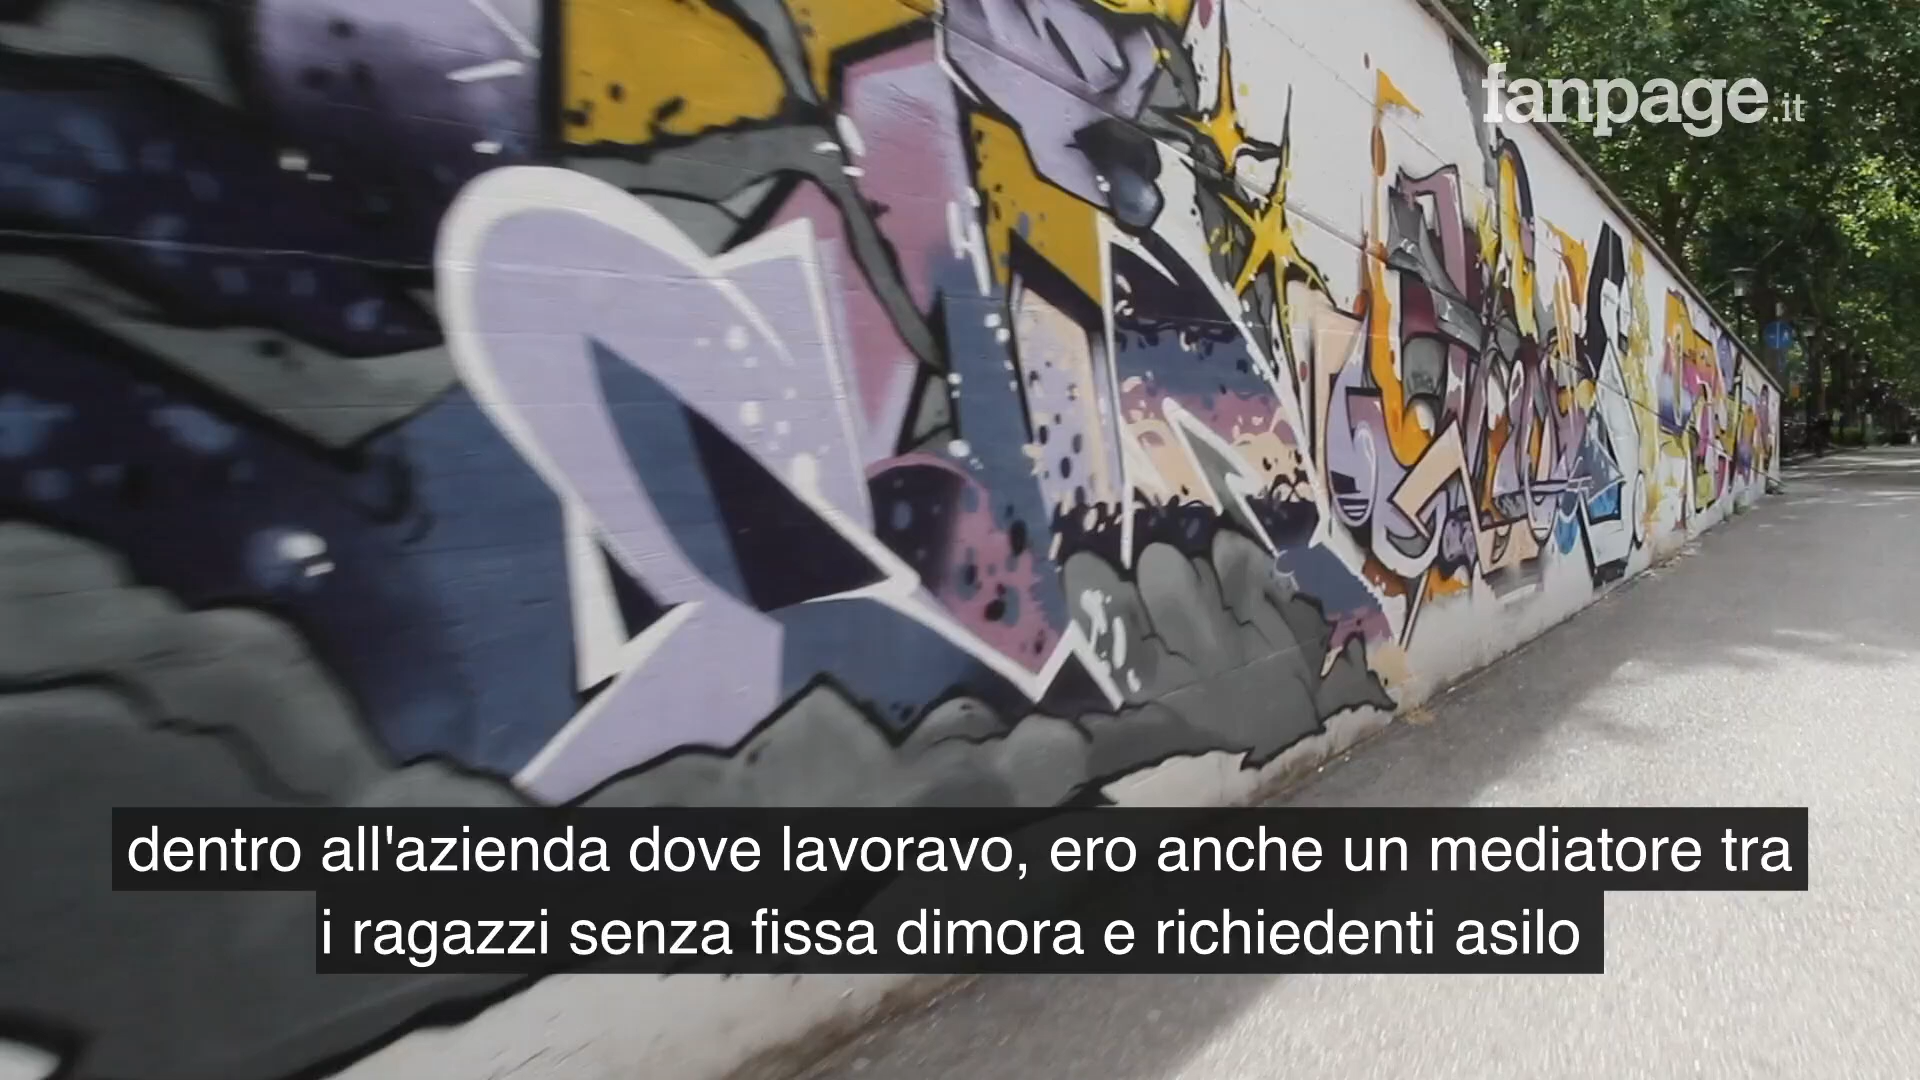 fanpage.it
dentro all'azienda dove lavoravo, ero anche un mediatore tra
i ragazzi senza fissa dimora e richiedenti asilo